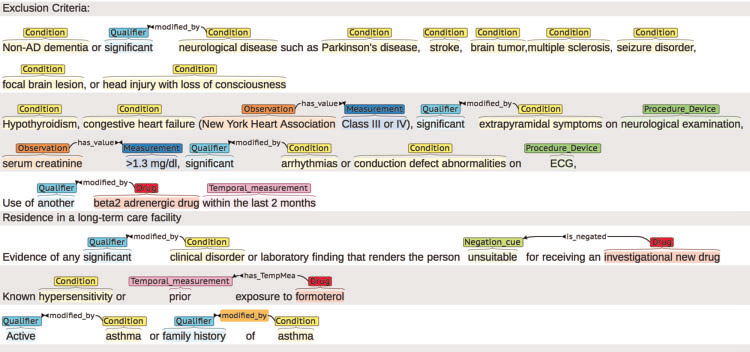 Exclusion Criteria:
Condition Qualifier modified_by Condition Condition Condition Condition Condition Condition
Non-AD dementia or significant neurological disease such as Parkinson's disease, stroke, brain tumor,multiple sclerosis, seizure disorder,
Condition Condition
focal brain lesion, or head injury with loss of consciousness
Condition Condition Observation has_value Measurement Qualifier modified_by Condition Procedure_Device
Hypothyroidism, congestive heart failure (New York Heart Association Class III or IV), significant extrapyramidal symptoms on neurological examination,
Observation has_value Measurement Qualifier modified_by Condition Condition Procedure_Device
serum creatinine >1.3 mg/dl, significant arrhythmias or conduction defect abnormalities on ECG,
Qualifier modified_by Drug Temporal_measurement
Use of another beta2 adrenergic drug within the last 2 months
Residence in a long-term care facility
Qualifier modified_by Condition Negation_cue is_negated Drug
Evidence of any significant clinical disorder or laboratory finding that renders the person unsuitable for receiving an investigational new drug
Condition Temporal_measurement has_TempMea Drug
Known hypersensitivity or prior exposure to formoterol
Qualifier modified_by Condition Qualifier modified_by Condition
Active asthma or family history of asthma